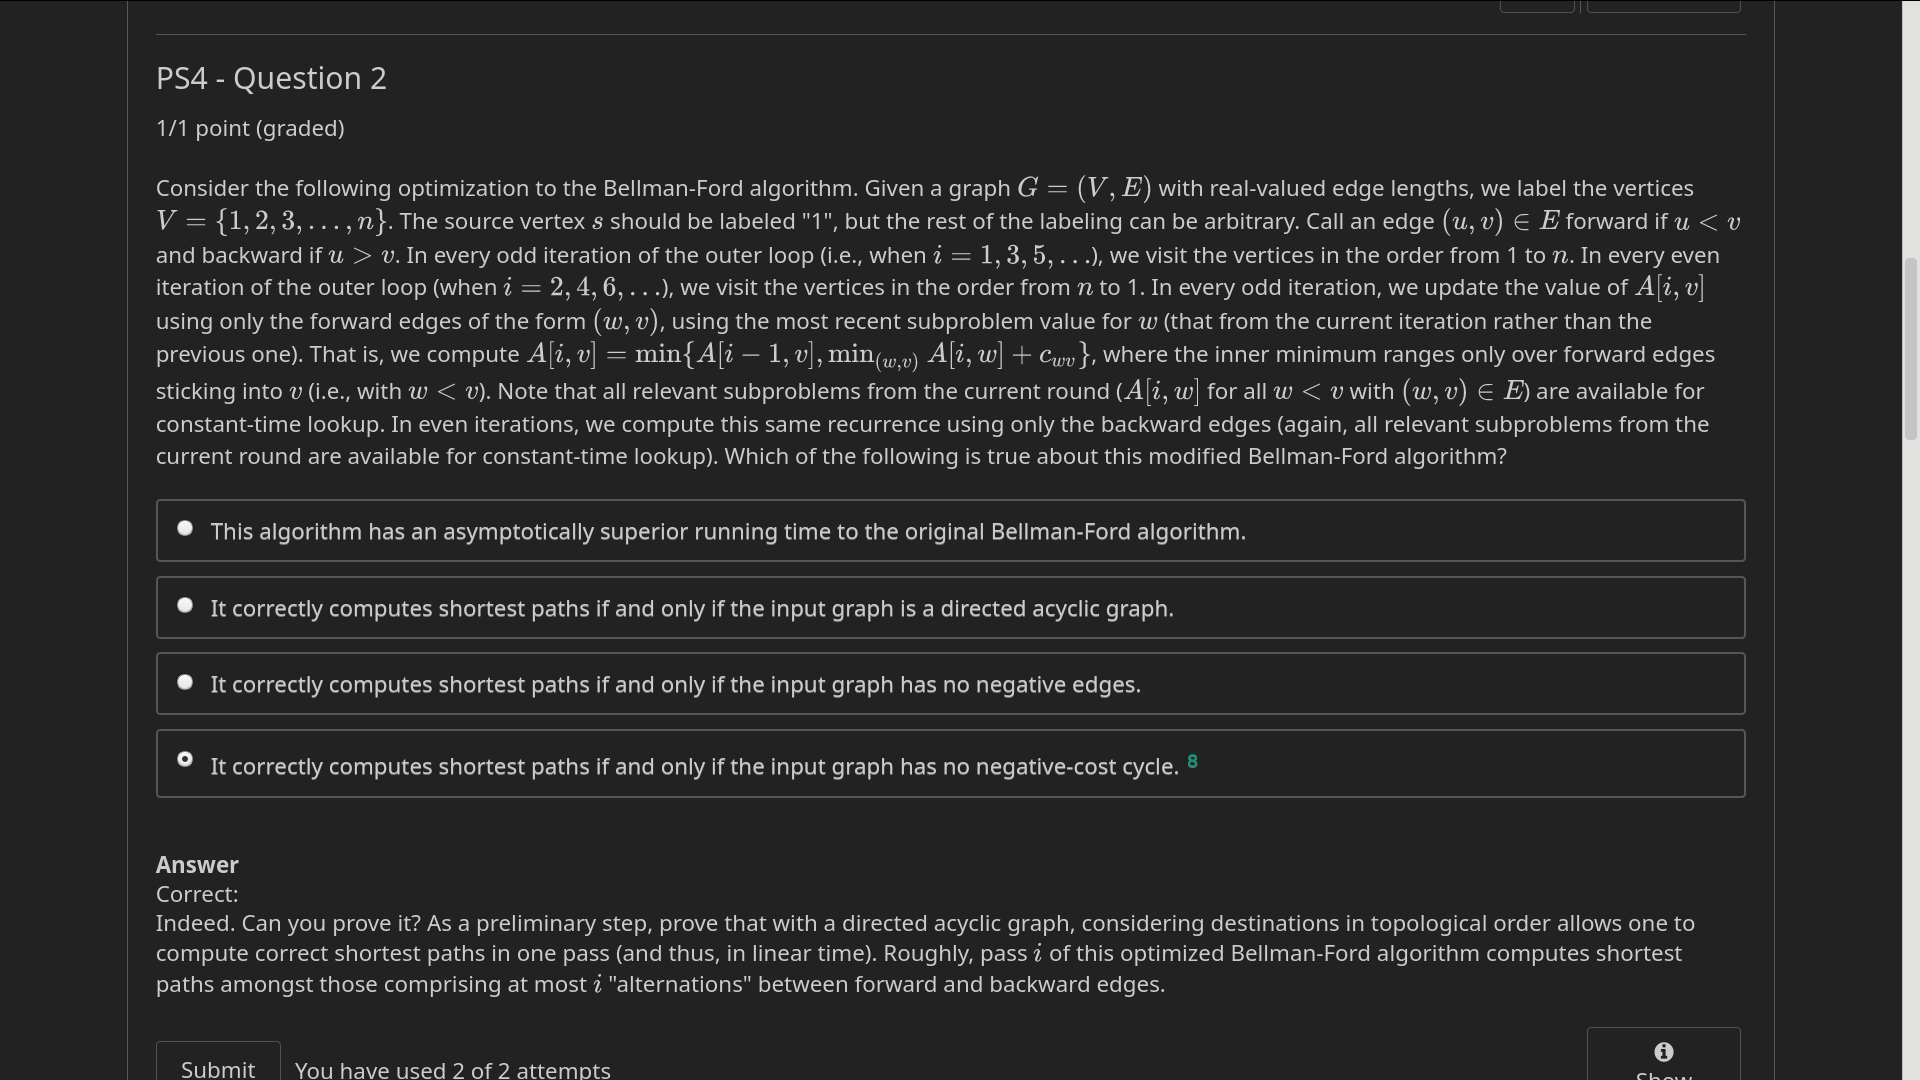 PS4 - Question 2
1/1 point (graded)
Consider the following optimization to the Bellman-Ford algorithm. Given a graph G = (V, E) with real-valued edge lengths, we label the vertices
V = {1, 2, 3, . . . , n}. The source vertex s should be labeled "1", but the rest of the labeling can be arbitrary. Call an edge (u, v) ∈ E forward if u < v
and backward if u > v. In every odd iteration of the outer loop (i.e., when i = 1, 3, 5, . . .), we visit the vertices in the order from 1 to n. In every even
iteration of the outer loop (when i = 2, 4, 6, . . .), we visit the vertices in the order from n to 1. In every odd iteration, we update the value of A[i, v]
using only the forward edges of the form (w, v), using the most recent subproblem value for w (that from the current iteration rather than the
previous one). That is, we compute A[i, v] = min{A[i − 1, v], min(w,v) A[i, w] + cwv}, where the inner minimum ranges only over forward edges
sticking into v (i.e., with w < v). Note that all relevant subproblems from the current round (A[i, w] for all w < v with (w, v) ∈ E) are available for
constant-time lookup. In even iterations, we compute this same recurrence using only the backward edges (again, all relevant subproblems from the
current round are available for constant-time lookup). Which of the following is true about this modified Bellman-Ford algorithm?
This algorithm has an asymptotically superior running time to the original Bellman-Ford algorithm.
It correctly computes shortest paths if and only if the input graph is a directed acyclic graph.
It correctly computes shortest paths if and only if the input graph has no negative edges.
It correctly computes shortest paths if and only if the input graph has no negative-cost cycle. 8
Answer
Correct:
Indeed. Can you prove it? As a preliminary step, prove that with a directed acyclic graph, considering destinations in topological order allows one to
compute correct shortest paths in one pass (and thus, in linear time). Roughly, pass i of this optimized Bellman-Ford algorithm computes shortest
paths amongst those comprising at most i "alternations" between forward and backward edges.
Submit You have used 2 of 2 attempts
Show